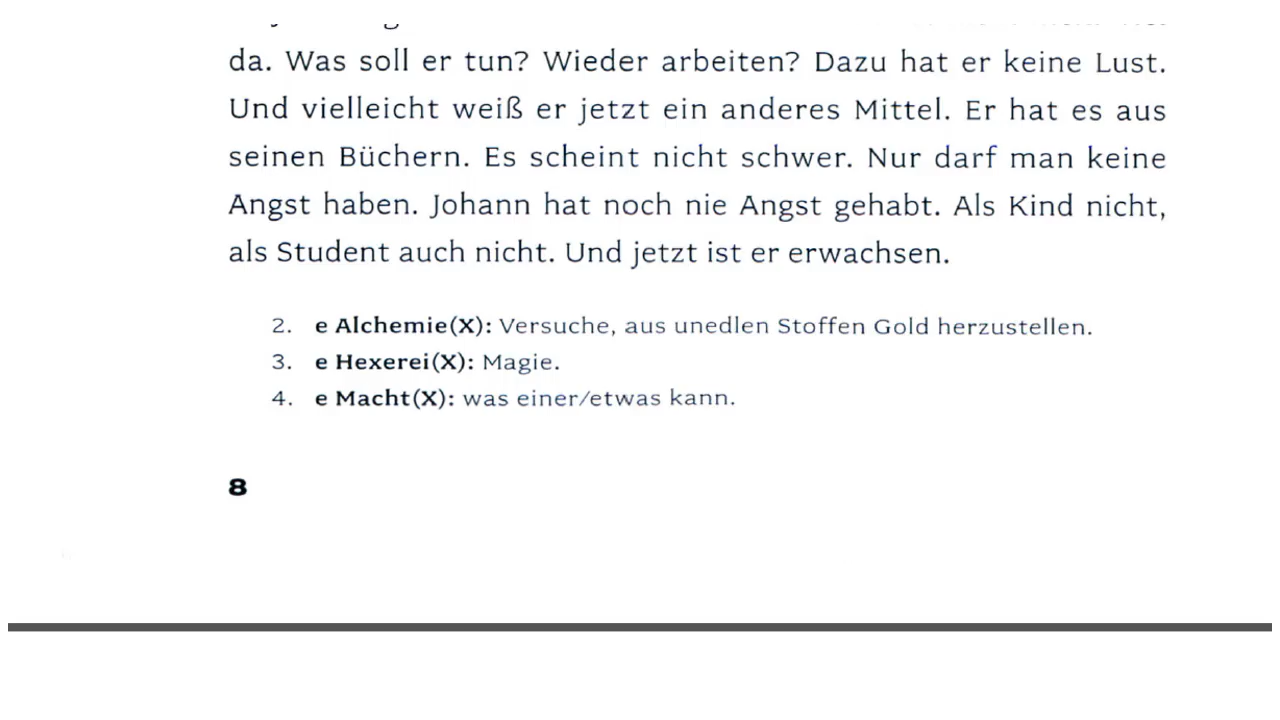 da. Was soll er tun? Wieder arbeiten? Dazu hat er keine Lust.
Und vielleicht weiß er jetzt ein anderes Mittel. Er hat es aus
seinen Büchern. Es scheint nicht schwer. Nur darf man keine
Angst haben. Johann hat noch nie Angst gehabt. Als Kind nicht,
als Student auch nicht. Und jetzt ist er erwachsen.
2. e Alchemie(X): Versuche, aus unedlen Stoffen Gold herzustellen.
3. e Hexerei(X): Magie.
4. e Macht(X): was einer/etwas kann.
8